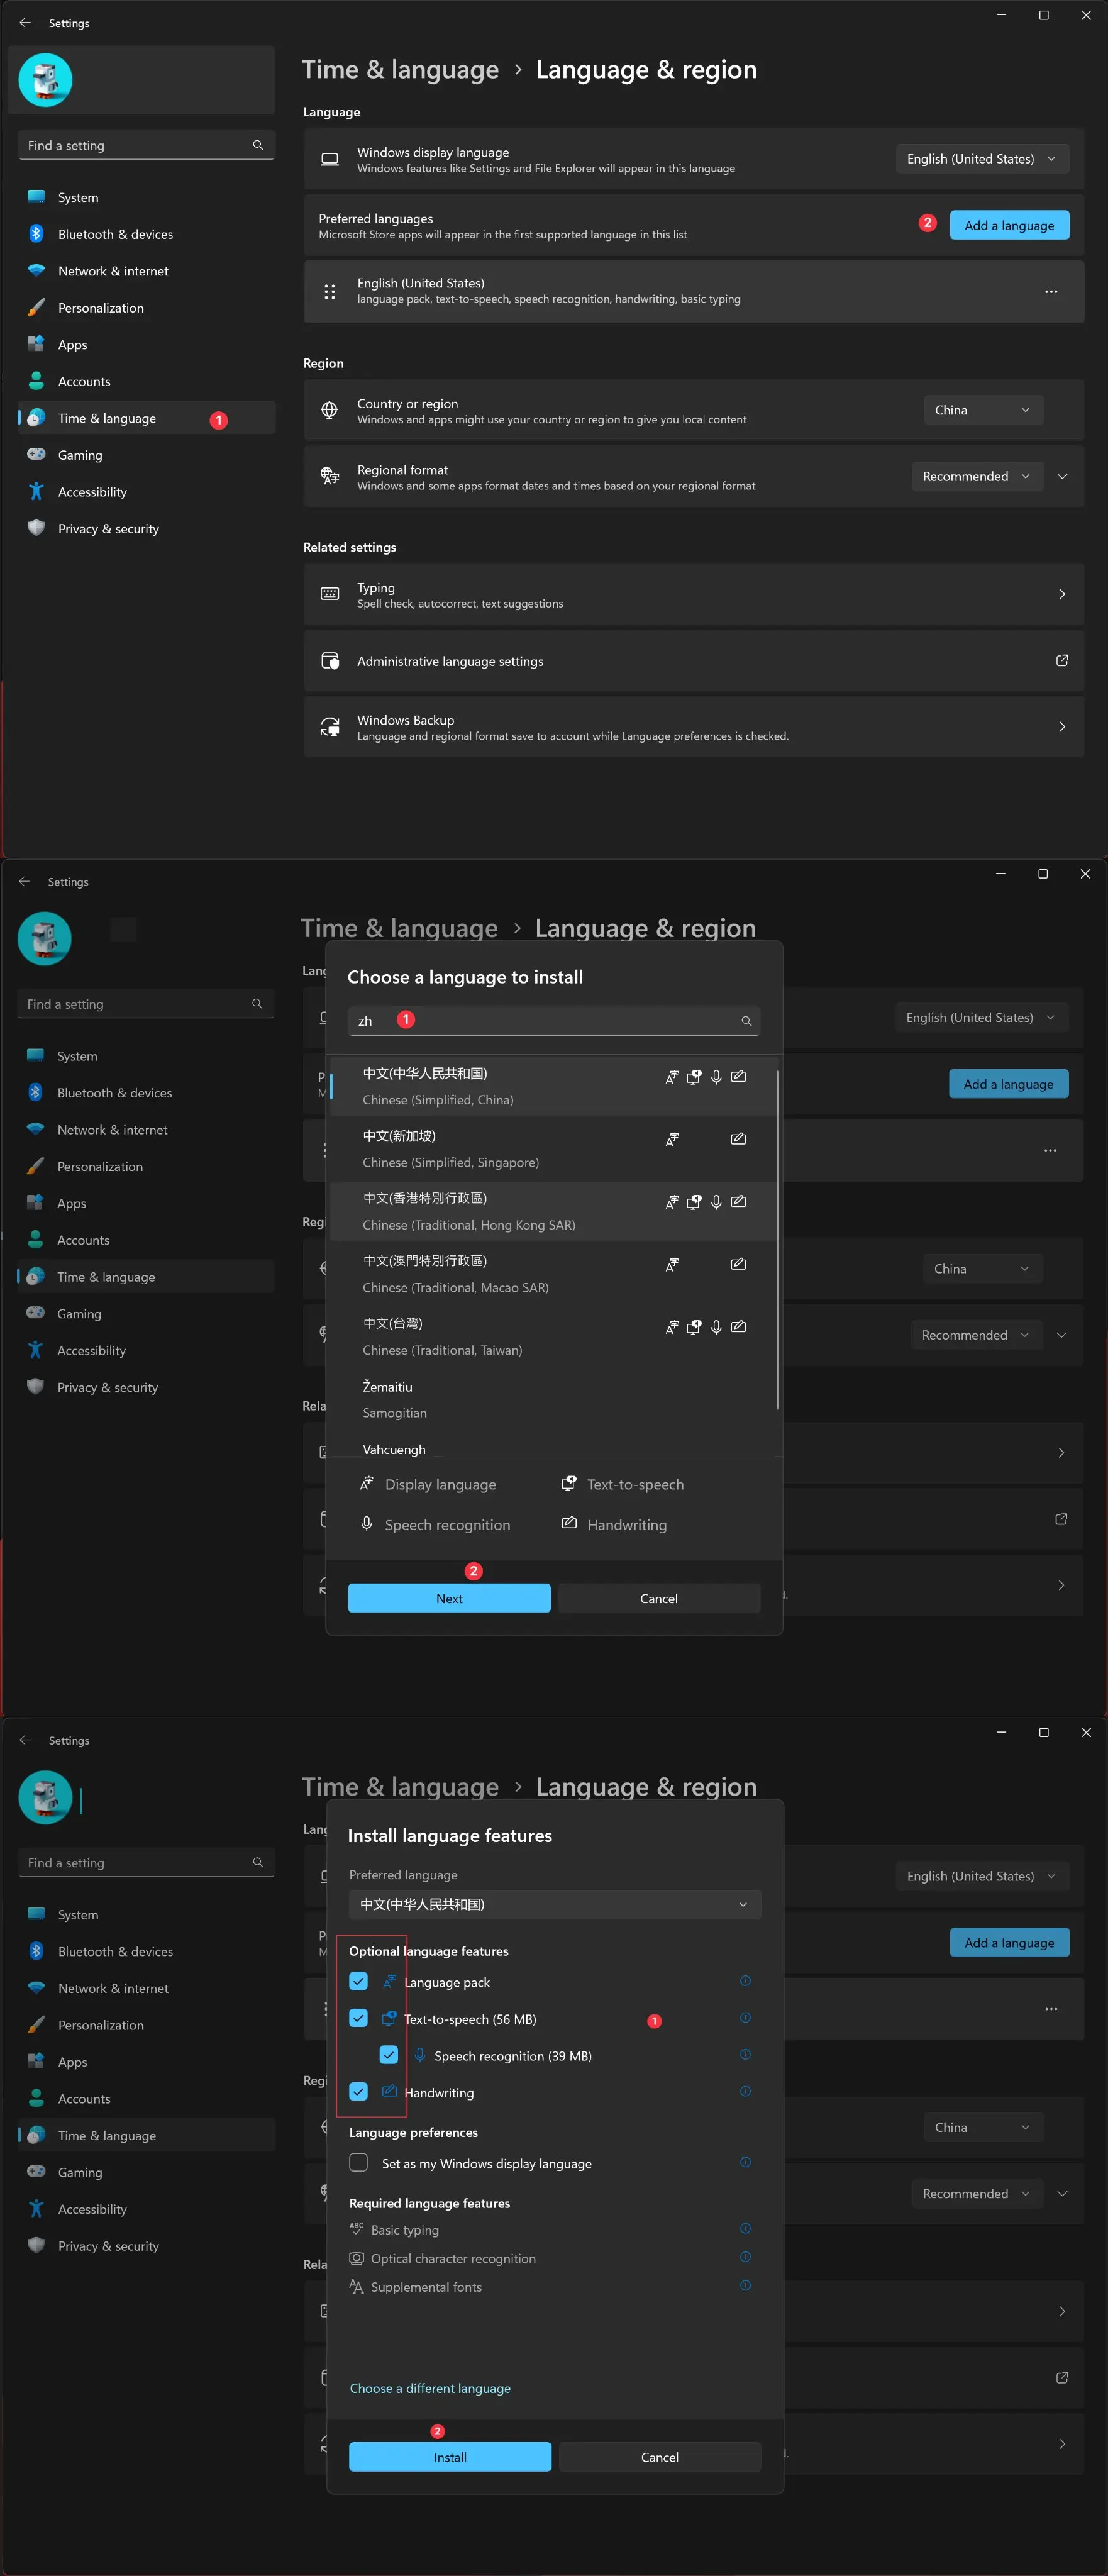 Settings
Find a setting
System
Bluetooth & devices
Network & internet
Personalization
Apps
Accounts
Time & language
1
Gaming
Accessibility
Privacy & security
Time & language > Language & region
Language
Windows display language
Windows features like Settings and File Explorer will appear in this language
English (United States)
Preferred languages
Microsoft Store apps will appear in the first supported language in this list
2
Add a language
English (United States)
language pack, text-to-speech, speech recognition, handwriting, basic typing
Region
Country or region
Windows and apps might use your country or region to give you local content
China
Regional format
Windows and some apps format dates and times based on your regional format
Recommended
Related settings
Typing
Spell check, autocorrect, text suggestions
Administrative language settings
Windows Backup
Language and regional format save to account while Language preferences is checked.
Settings
Find a setting
System
Bluetooth & devices
Network & internet
Personalization
Apps
Accounts
Time & language
Gaming
Accessibility
Privacy & security
Time & language > Language & region
English (United States)
Add a language
China
Recommended
Choose a language to install
zh
1
中文(中华人民共和国)
Chinese (Simplified, China)
中文(新加坡)
Chinese (Simplified, Singapore)
中文(香港特別行政區)
Chinese (Traditional, Hong Kong SAR)
中文(澳門特別行政區)
Chinese (Traditional, Macao SAR)
中文(台灣)
Chinese (Traditional, Taiwan)
Žemaitiu
Samogitian
Vahcuengh
Display language
Text-to-speech
Speech recognition
Handwriting
2
Next
Cancel
Settings
Find a setting
System
Bluetooth & devices
Network & internet
Personalization
Apps
Accounts
Time & language
Gaming
Accessibility
Privacy & security
Time & language > Language & region
English (United States)
Add a language
China
Recommended
Install language features
Preferred language
中文(中华人民共和国)
Optional language features
Language pack
Text-to-speech (56 MB)
1
Speech recognition (39 MB)
Handwriting
Language preferences
Set as my Windows display language
Required language features
Basic typing
Optical character recognition
Supplemental fonts
Choose a different language
2
Install
Cancel